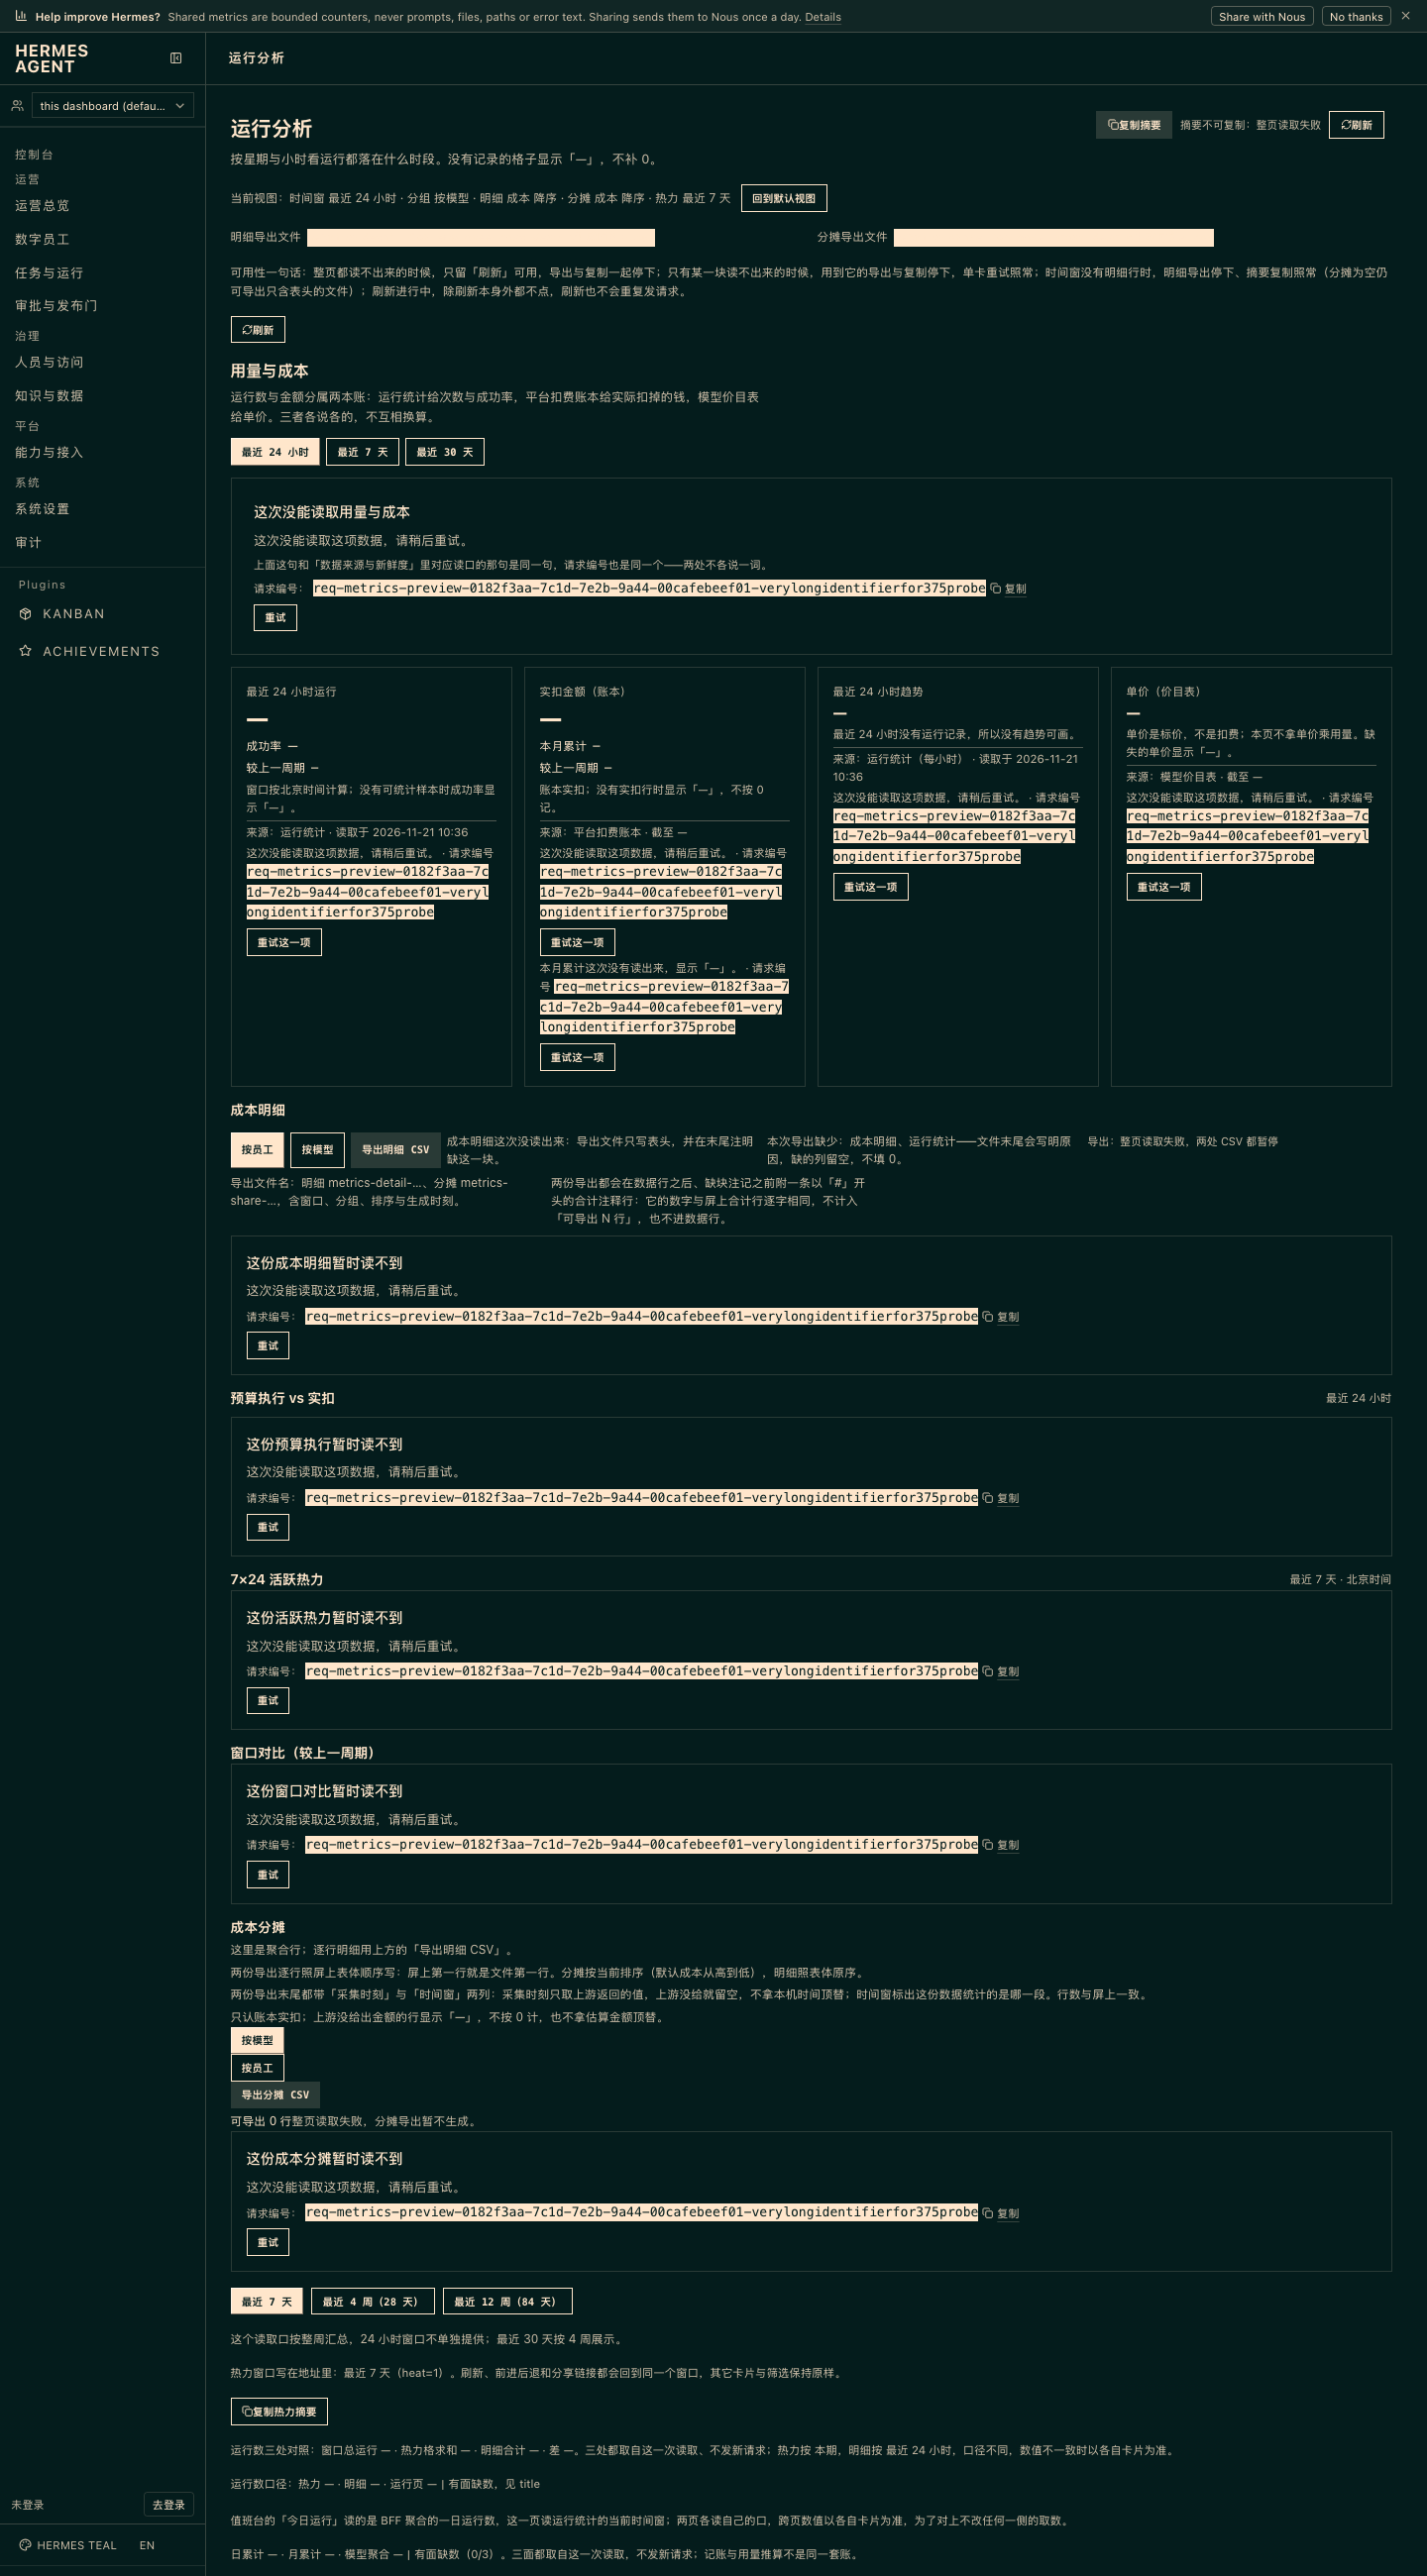 Help improve Hermes? Shared metrics are bounded counters, never prompts, files, paths or error text. Sharing sends them to Nous once a day. Details
Share with Nous
No thanks
HERMES
AGENT
this dashboard (defau...
控制台
运营
运营总览
数字员工
任务与运行
审批与发布门
治理
人员与访问
知识与数据
平台
能力与接入
系统
系统设置
审计
Plugins
KANBAN
ACHIEVEMENTS
未登录
去登录
HERMES TEAL
EN
运行分析
运行分析
复制摘要
摘要不可复制：整页读取失败
刷新
按星期与小时看运行都落在什么时段。没有记录的格子显示「—」，不补 0。
当前视图：时间窗 最近 24 小时 · 分组 按模型 · 明细 成本 降序 · 分摊 成本 降序 · 热力 最近 7 天
回到默认视图
明细导出文件
分摊导出文件
可用性一句话：整页都读不出来的时候，只留「刷新」可用，导出与复制一起停下；只有某一块读不出来的时候，用到它的导出与复制停下，单卡重试照常；时间窗没有明细行时，明细导出停下、摘要复制照常（分摊为空仍
可导出只含表头的文件）；刷新进行中，除刷新本身外都不点，刷新也不会重复发请求。
刷新
用量与成本
运行数与金额分属两本账：运行统计给次数与成功率，平台扣费账本给实际扣掉的钱，模型价目表
给单价。三者各说各的，不互相换算。
最近 24 小时
最近 7 天
最近 30 天
这次没能读取用量与成本
这次没能读取这项数据，请稍后重试。
上面这句和「数据来源与新鲜度」里对应读口的那句是同一句，请求编号也是同一个——两处不各说一词。
请求编号： req-metrics-preview-0182f3aa-7c1d-7e2b-9a44-00cafebeef01-verylongidentifierfor375probe 复制
重试
最近 24 小时运行
—
成功率 —
较上一周期 —
窗口按北京时间计算；没有可统计样本时成功率显
示「—」。
来源：运行统计 · 读取于 2026-11-21 10:36
这次没能读取这项数据，请稍后重试。 · 请求编号
req-metrics-preview-0182f3aa-7c
1d-7e2b-9a44-00cafebeef01-veryl
ongidentifierfor375probe
重试这一项
实扣金额（账本）
—
本月累计 —
较上一周期 —
账本实扣；没有实扣行时显示「—」，不按 0
记。
来源：平台扣费账本 · 截至 —
这次没能读取这项数据，请稍后重试。 · 请求编号
req-metrics-preview-0182f3aa-7c
1d-7e2b-9a44-00cafebeef01-veryl
ongidentifierfor375probe
重试这一项
本月累计这次没有读出来，显示「—」。 · 请求编
号 req-metrics-preview-0182f3aa-7
c1d-7e2b-9a44-00cafebeef01-very
longidentifierfor375probe
重试这一项
最近 24 小时趋势
—
最近 24 小时没有运行记录，所以没有趋势可画。
来源：运行统计（每小时） · 读取于 2026-11-21
10:36
这次没能读取这项数据，请稍后重试。 · 请求编号
req-metrics-preview-0182f3aa-7c
1d-7e2b-9a44-00cafebeef01-veryl
ongidentifierfor375probe
重试这一项
单价（价目表）
—
单价是标价，不是扣费；本页不拿单价乘用量。缺
失的单价显示「—」。
来源：模型价目表 · 截至 —
这次没能读取这项数据，请稍后重试。 · 请求编号
req-metrics-preview-0182f3aa-7c
1d-7e2b-9a44-00cafebeef01-veryl
ongidentifierfor375probe
重试这一项
成本明细
按员工
按模型
导出明细 CSV
成本明细这次没读出来：导出文件只写表头，并在末尾注明
缺这一块。
本次导出缺少：成本明细、运行统计——文件末尾会写明原
因，缺的列留空，不填 0。
导出：整页读取失败，两处 CSV 都暂停
导出文件名：明细 metrics-detail-…、分摊 metrics-
share-…，含窗口、分组、排序与生成时刻。
两份导出都会在数据行之后、缺块注记之前附一条以「#」开
头的合计注释行：它的数字与屏上合计行逐字相同，不计入
「可导出 N 行」，也不进数据行。
这份成本明细暂时读不到
这次没能读取这项数据，请稍后重试。
请求编号： req-metrics-preview-0182f3aa-7c1d-7e2b-9a44-00cafebeef01-verylongidentifierfor375probe 复制
重试
预算执行 vs 实扣
最近 24 小时
这份预算执行暂时读不到
这次没能读取这项数据，请稍后重试。
请求编号： req-metrics-preview-0182f3aa-7c1d-7e2b-9a44-00cafebeef01-verylongidentifierfor375probe 复制
重试
7×24 活跃热力
最近 7 天 · 北京时间
这份活跃热力暂时读不到
这次没能读取这项数据，请稍后重试。
请求编号： req-metrics-preview-0182f3aa-7c1d-7e2b-9a44-00cafebeef01-verylongidentifierfor375probe 复制
重试
窗口对比（较上一周期）
这份窗口对比暂时读不到
这次没能读取这项数据，请稍后重试。
请求编号： req-metrics-preview-0182f3aa-7c1d-7e2b-9a44-00cafebeef01-verylongidentifierfor375probe 复制
重试
成本分摊
这里是聚合行；逐行明细用上方的「导出明细 CSV」。
两份导出逐行照屏上表体顺序写：屏上第一行就是文件第一行。分摊按当前排序（默认成本从高到低），明细照表体原序。
两份导出末尾都带「采集时刻」与「时间窗」两列：采集时刻只取上游返回的值，上游没给就留空，不拿本机时间顶替；时间窗标出这份数据统计的是哪一段。行数与屏上一致。
只认账本实扣；上游没给出金额的行显示「—」，不按 0 计，也不拿估算金额顶替。
按模型
按员工
导出分摊 CSV
可导出 0 行整页读取失败，分摊导出暂不生成。
这份成本分摊暂时读不到
这次没能读取这项数据，请稍后重试。
请求编号： req-metrics-preview-0182f3aa-7c1d-7e2b-9a44-00cafebeef01-verylongidentifierfor375probe 复制
重试
最近 7 天
最近 4 周（28 天）
最近 12 周（84 天）
这个读取口按整周汇总，24 小时窗口不单独提供；最近 30 天按 4 周展示。
热力窗口写在地址里：最近 7 天（heat=1）。刷新、前进后退和分享链接都会回到同一个窗口，其它卡片与筛选保持原样。
复制热力摘要
运行数三处对照：窗口总运行 — · 热力格求和 — · 明细合计 — · 差 —。三处都取自这一次读取、不发新请求；热力按 本期，明细按 最近 24 小时，口径不同，数值不一致时以各自卡片为准。
运行数口径：热力 — · 明细 — · 运行页 — | 有面缺数，见 title
值班台的「今日运行」读的是 BFF 聚合的一日运行数，这一页读运行统计的当前时间窗；两页各读自己的口，跨页数值以各自卡片为准，为了对上不改任何一侧的取数。
日累计 — · 月累计 — · 模型聚合 — | 有面缺数（0/3）。三面都取自这一次读取，不发新请求；记账与用量推算不是同一套账。